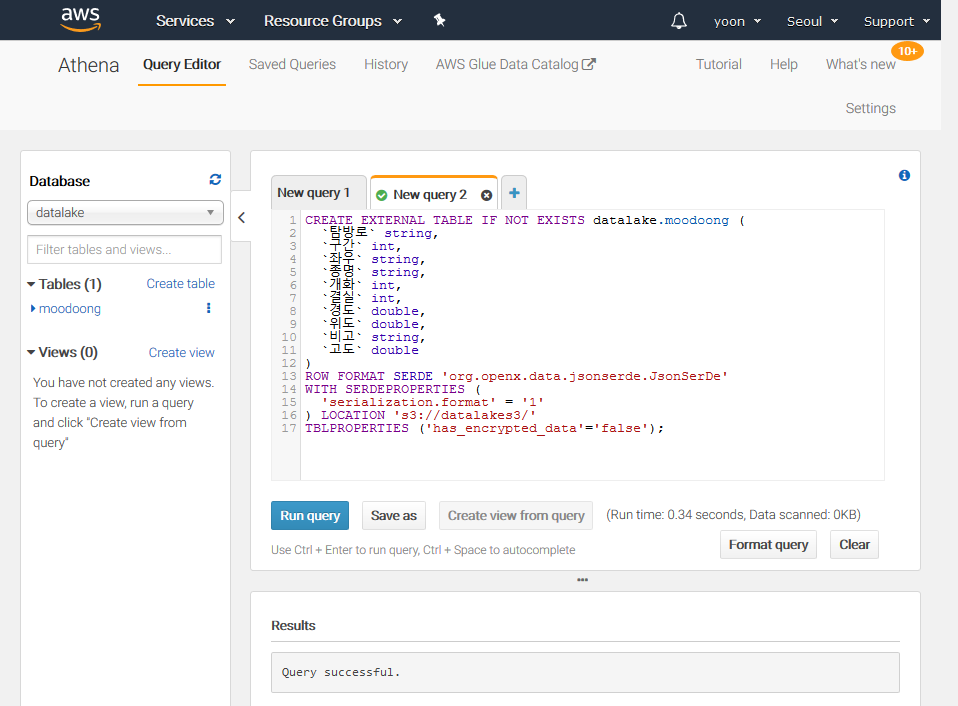 aws Services Resource Groups yoon Seoul Support
Athena Query Editor Saved Queries History AWS Glue Data Catalog Tutorial Help What's new 10+
Settings
Database
datalake
Filter tables and views...
Tables (1) Create table
moodoong
Views (0) Create view
You have not created any views.
To create a view, run a query
and click "Create view from
query"
New query 1 New query 2
1 CREATE EXTERNAL TABLE IF NOT EXISTS datalake.moodoong (
2 `탐방로` string,
3 `구간` int,
4 `좌우` string,
5 `종명` string,
6 `개화` int,
7 `결실` int,
8 `경도` double,
9 `위도` double,
10 `비고` string,
11 `고도` double
12 )
13 ROW FORMAT SERDE 'org.openx.data.jsonserde.JsonSerDe'
14 WITH SERDEPROPERTIES (
15 'serialization.format' = '1'
16 ) LOCATION 's3://datalakes3/'
17 TBLPROPERTIES ('has_encrypted_data'='false');
Run query Save as Create view from query (Run time: 0.34 seconds, Data scanned: 0KB)
Use Ctrl + Enter to run query, Ctrl + Space to autocomplete
Format query Clear
Results
Query successful.